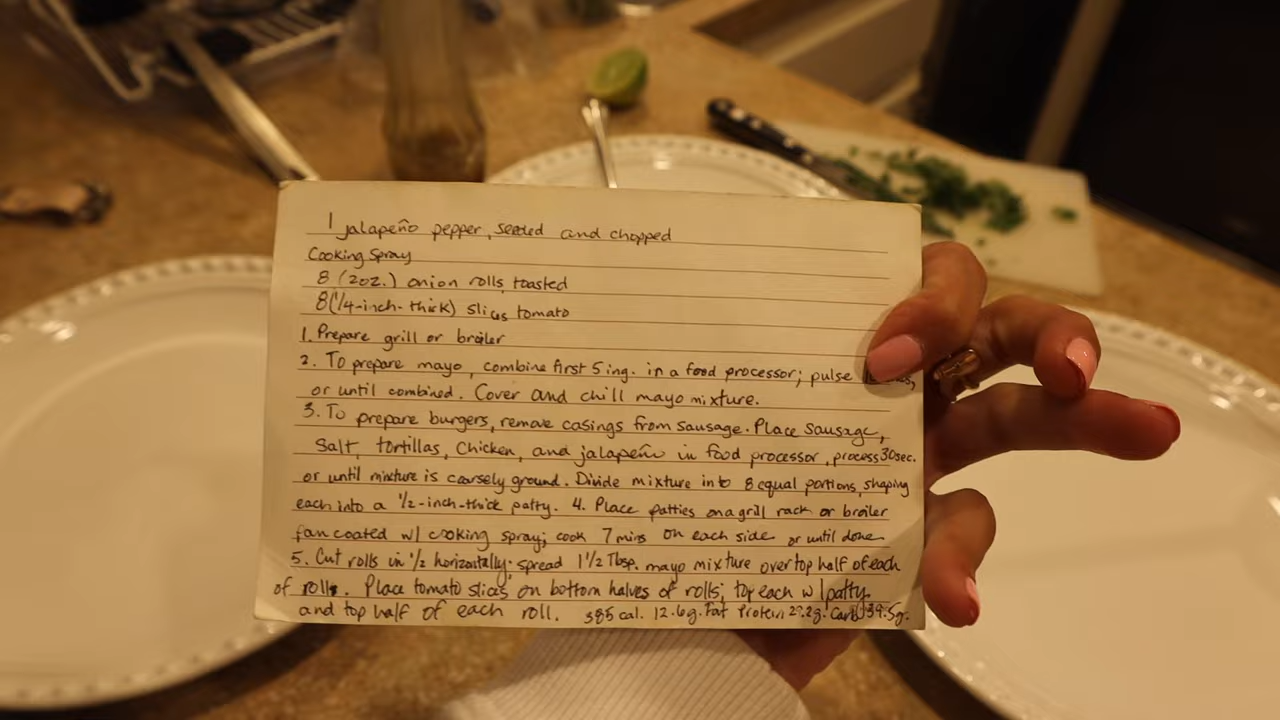 1 jalapeño pepper, seeded and chopped
Cooking Spray
8 (2oz.) onion rolls, toasted
8 (1/4-inch-thick) slices tomato
1. Prepare grill or broiler
2. To prepare mayo, combine first 5 ing. in a food processor; pulse
or until combined. Cover and chill mayo mixture.
3. To prepare burgers, remove casings from sausage. Place sausage,
Salt, tortillas, Chicken, and jalapeño in food processor, process 30sec.
or until mixture is coarsely ground. Divide mixture into 8 equal portions, shaping
each into a 1/2-inch-thick patty. 4. Place patties on a grill rack or broiler
pan coated w/ cooking spray; cook 7 mins on each side or until done
5. Cut rolls in 1/2 horizontally. spread 1 1/2 Tbsp. mayo mixture over top half of each
of rolls. Place tomato slices on bottom halves of rolls; top each w/ 1 patty
and top half of each roll. 385 cal. 12.6g. Fat Protein g. Carb 39.5g.